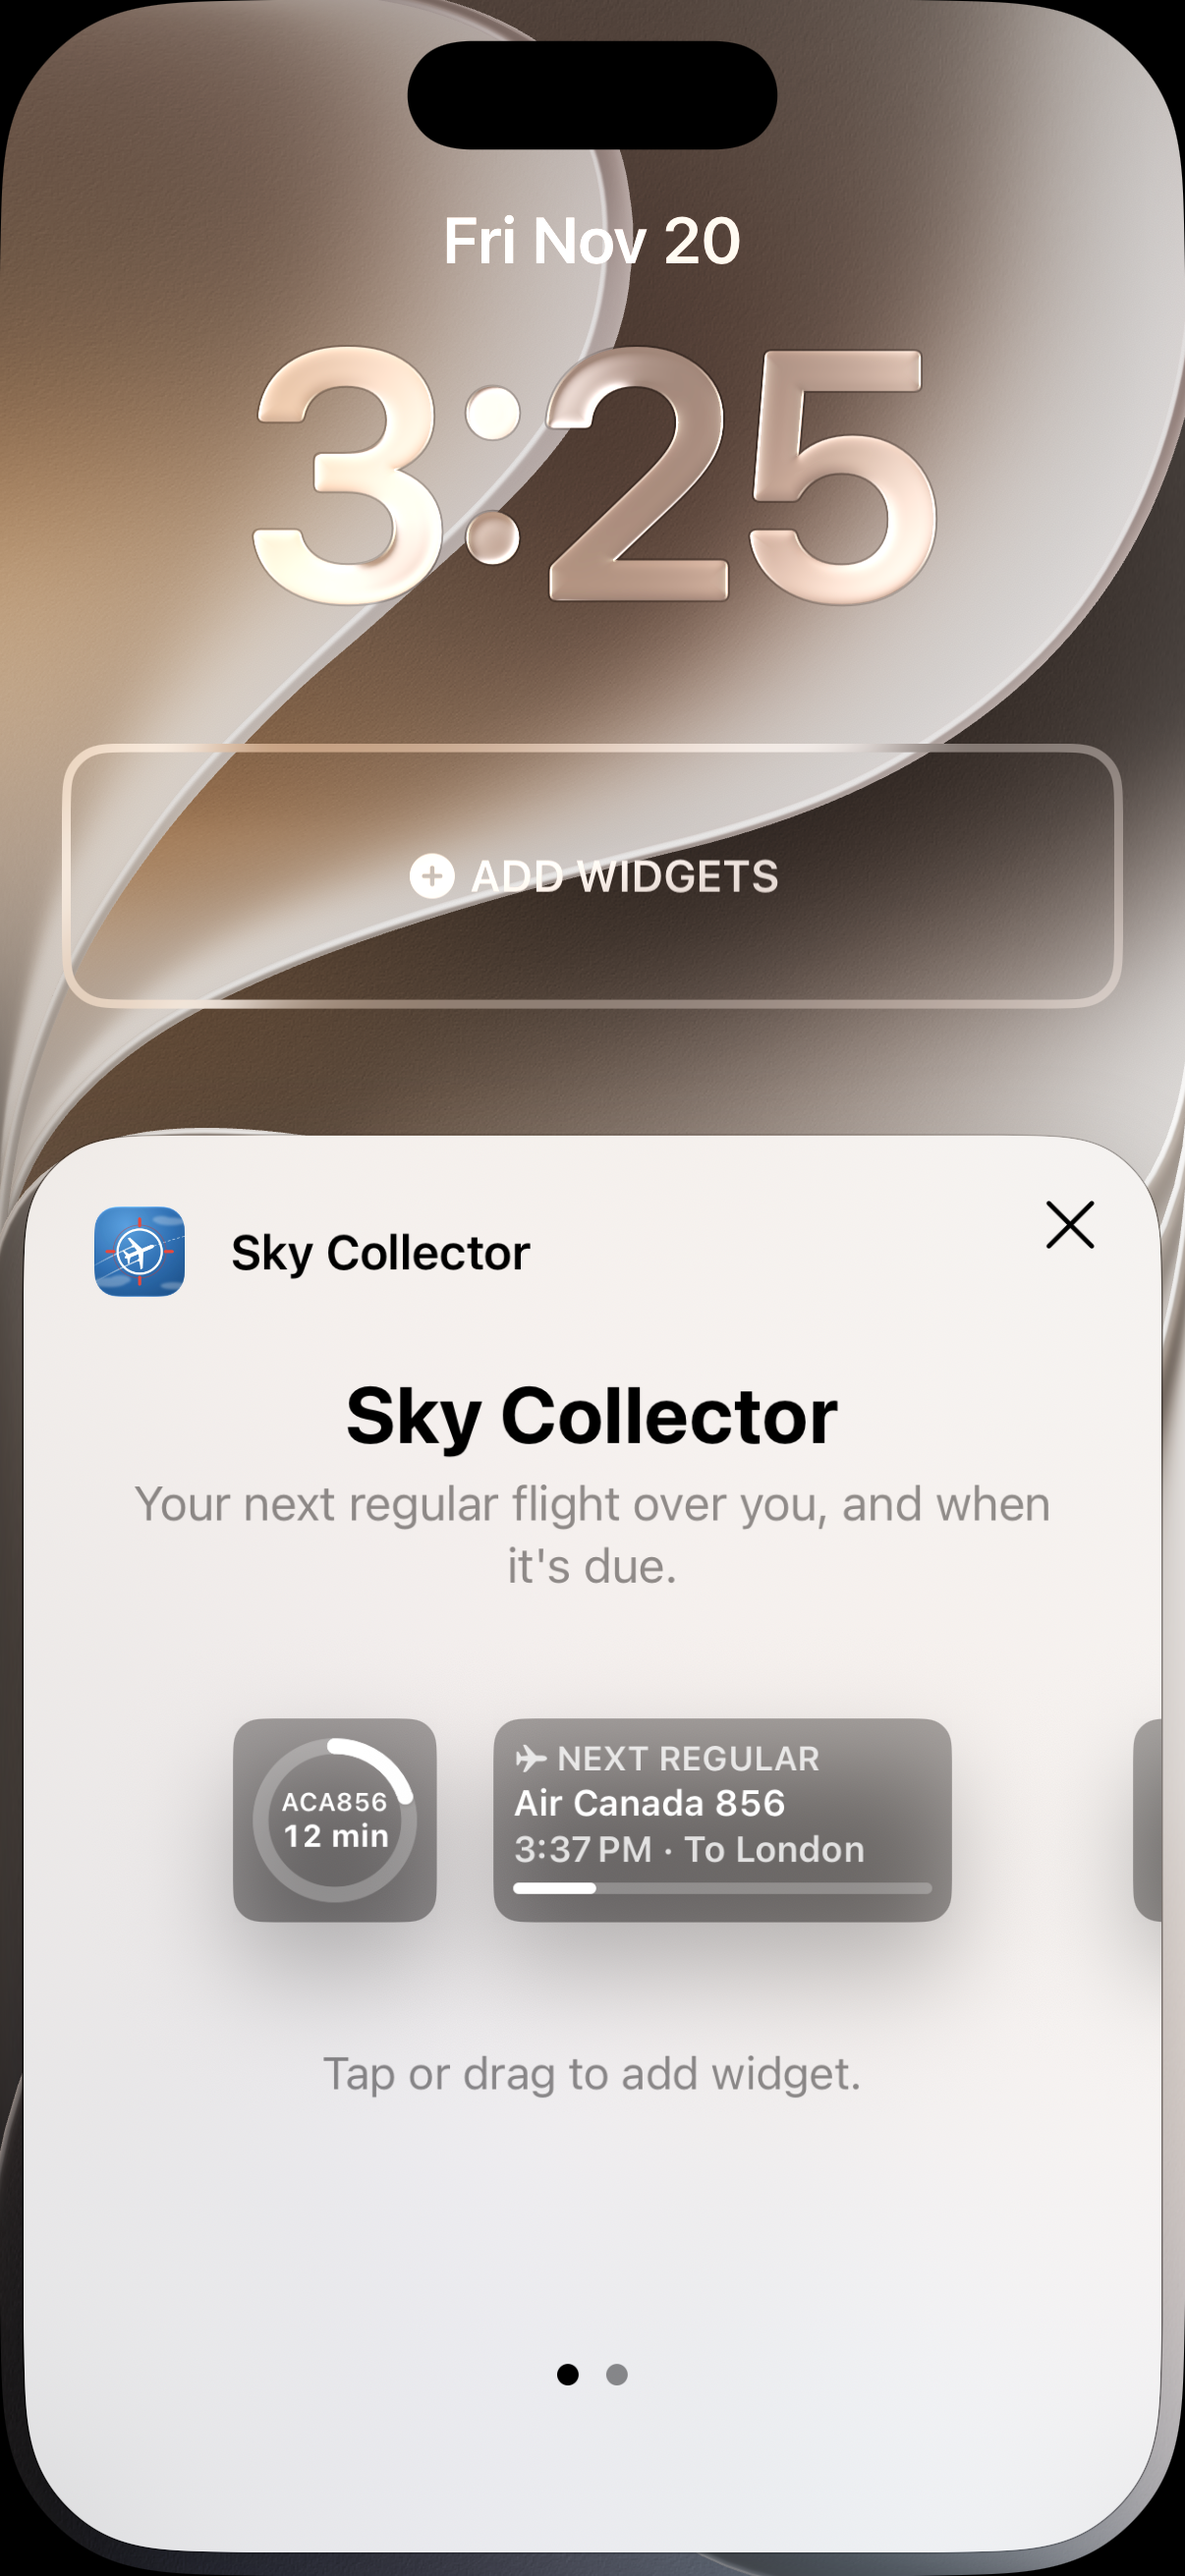 Fri Nov 20
3:25
ADD WIDGETS
Sky Collector
Sky Collector
Your next regular flight over you, and when
it's due.
ACA856
12 min
NEXT REGULAR
Air Canada 856
3:37 PM · To London
Tap or drag to add widget.